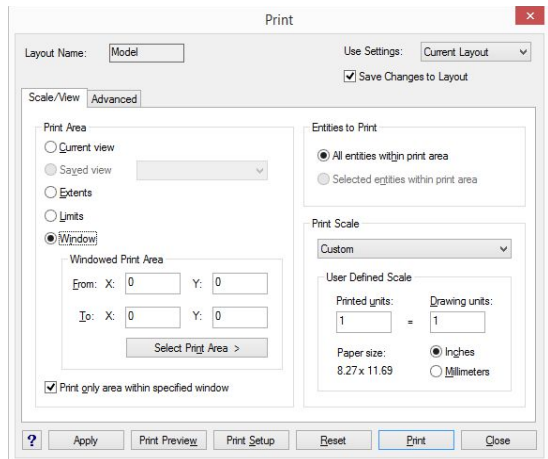 Print
Layout Name: Model
Use Settings: Current Layout
Save Changes to Layout
Scale/View Advanced
Print Area
Current view
Saved view
Extents
Limits
Window
Windowed Print Area
From: X: 0 Y: 0
To: X: 0 Y: 0
Select Print Area >
Print only area within specified window
Entities to Print
All entities within print area
Selected entities within print area
Print Scale
Custom
User Defined Scale
Printed units: Drawing units:
1 = 1
Paper size: Inches
8.27 x 11.69 Millimeters
? Apply Print Preview Print Setup Reset Print Close